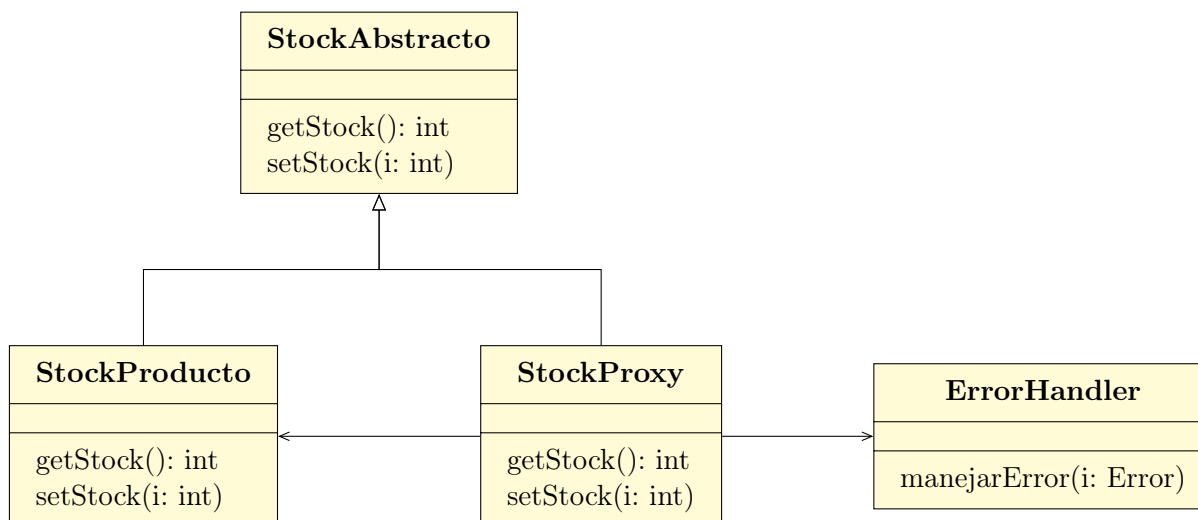 StockAbstracto
getStock(): int
setStock(i: int)
StockProducto
getStock(): int
setStock(i: int)
StockProxy
getStock(): int
setStock(i: int)
ErrorHandler
manejarError(i: Error)